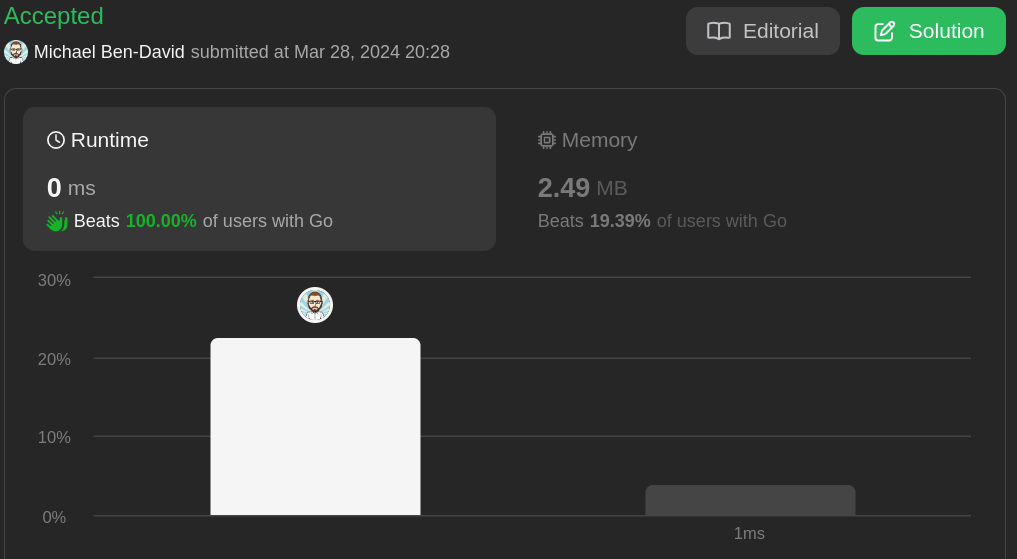 Accepted
Michael Ben-David submitted at Mar 28, 2024 20:28
Editorial
Solution
Runtime
0 ms
Beats 100.00% of users with Go
Memory
2.49 MB
Beats 19.39% of users with Go
30%
20%
10%
0%
1ms